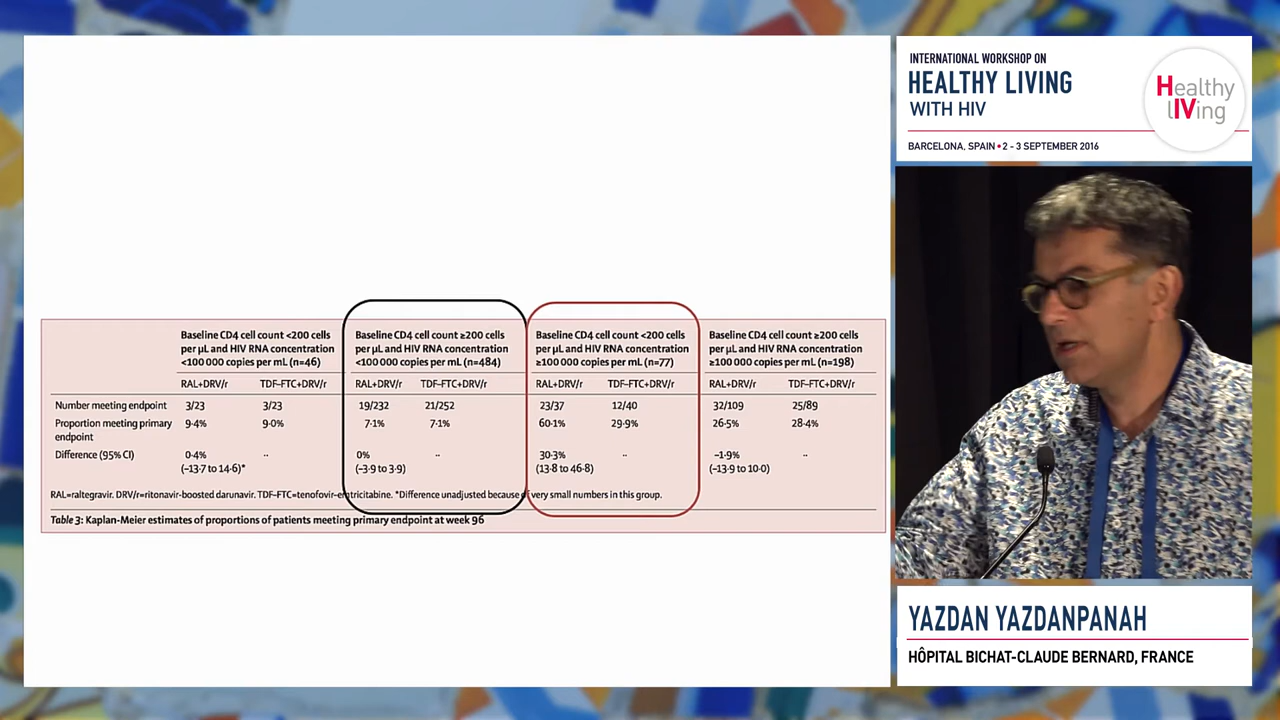 INTERNATIONAL WORKSHOP ON
HEALTHY LIVING
WITH HIV
Healthy
lIVing
BARCELONA, SPAIN • 2 - 3 SEPTEMBER 2016
Baseline CD4 cell count <200 cells
per µL and HIV RNA concentration
<100 000 copies per mL (n=46)
Baseline CD4 cell count ≥200 cells
per µL and HIV RNA concentration
<100 000 copies per mL (n=484)
Baseline CD4 cell count <200 cells
per µL and HIV RNA concentration
≥100 000 copies per mL (n=77)
Baseline CD4 cell count ≥200 cells
per µL and HIV RNA concentration
≥100 000 copies per mL (n=198)
RAL+DRV/r TDF-FTC+DRV/r RAL+DRV/r TDF-FTC+DRV/r RAL+DRV/r TDF-FTC+DRV/r RAL+DRV/r TDF-FTC+DRV/r
Number meeting endpoint 3/23 3/23 19/232 21/252 23/37 12/40 32/109 25/89
Proportion meeting primary 9·4% 9·0% 7·1% 7·1% 60·1% 29·9% 26·5% 28·4%
endpoint
Difference (95% CI) 0·4% ·· 0% ·· 30·3% ·· –1·9% ··
(–13·7 to 14·6)* (–3·9 to 3·9) (13·8 to 46·8) (–13·9 to 10·0)
RAL=raltegravir. DRV/r=ritonavir-boosted darunavir. TDF-FTC=tenofovir-emtricitabine. *Difference unadjusted because of very small numbers in this group.
Table 3: Kaplan-Meier estimates of proportions of patients meeting primary endpoint at week 96
YAZDAN YAZDANPANAH
HÔPITAL BICHAT-CLAUDE BERNARD, FRANCE